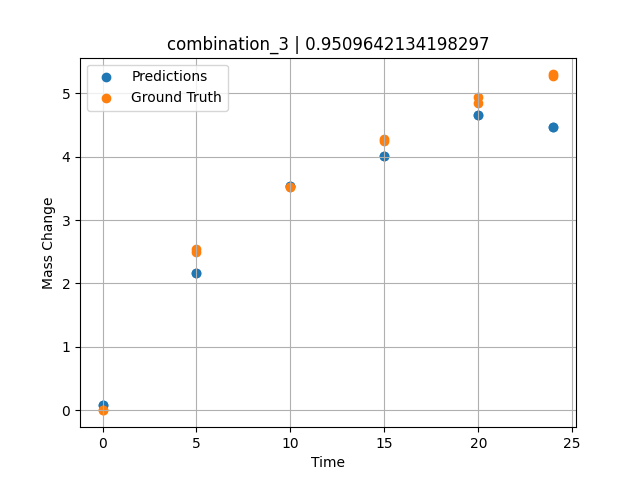 combination_3 | 0.9509642134198297
Predictions
Ground Truth
5
4
3
2
1
0
Mass Change
0 5 10 15 20 25
Time